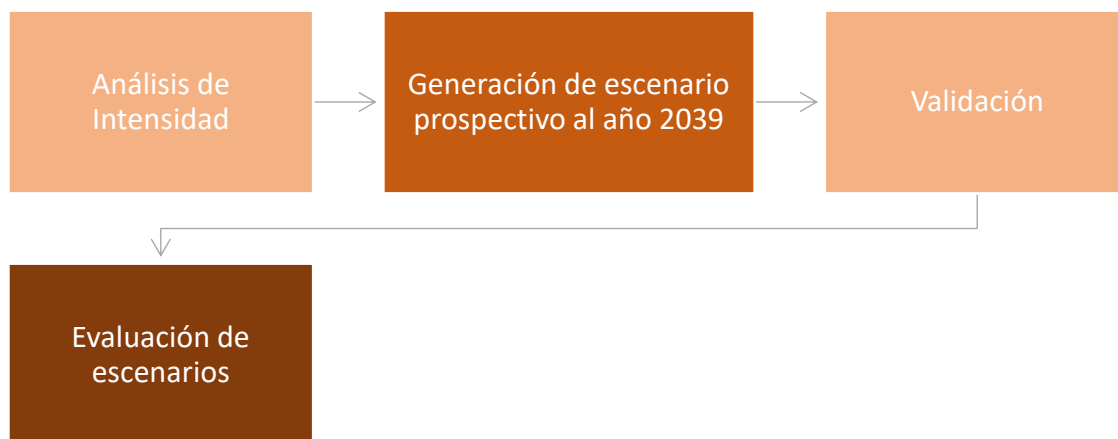 Análisis de
Intensidad
Generación de escenario
prospectivo al año 2039
Validación
Evaluación de
escenarios